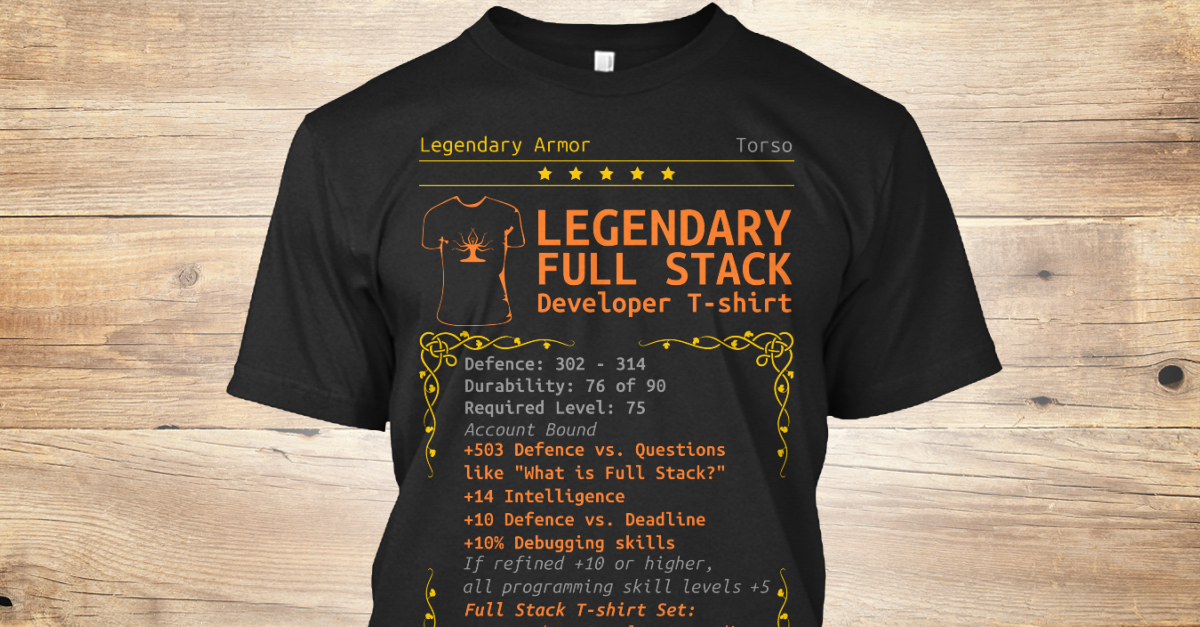 Legendary Armor Torso
★ ★ ★ ★ ★
LEGENDARY
FULL STACK
Developer T-shirt
Defence: 302 - 314
Durability: 76 of 90
Required Level: 75
Account Bound
+503 Defence vs. Questions
like "What is Full Stack?"
+14 Intelligence
+10 Defence vs. Deadline
+10% Debugging skills
If refined +10 or higher,
all programming skill levels +5
Full Stack T-shirt Set: